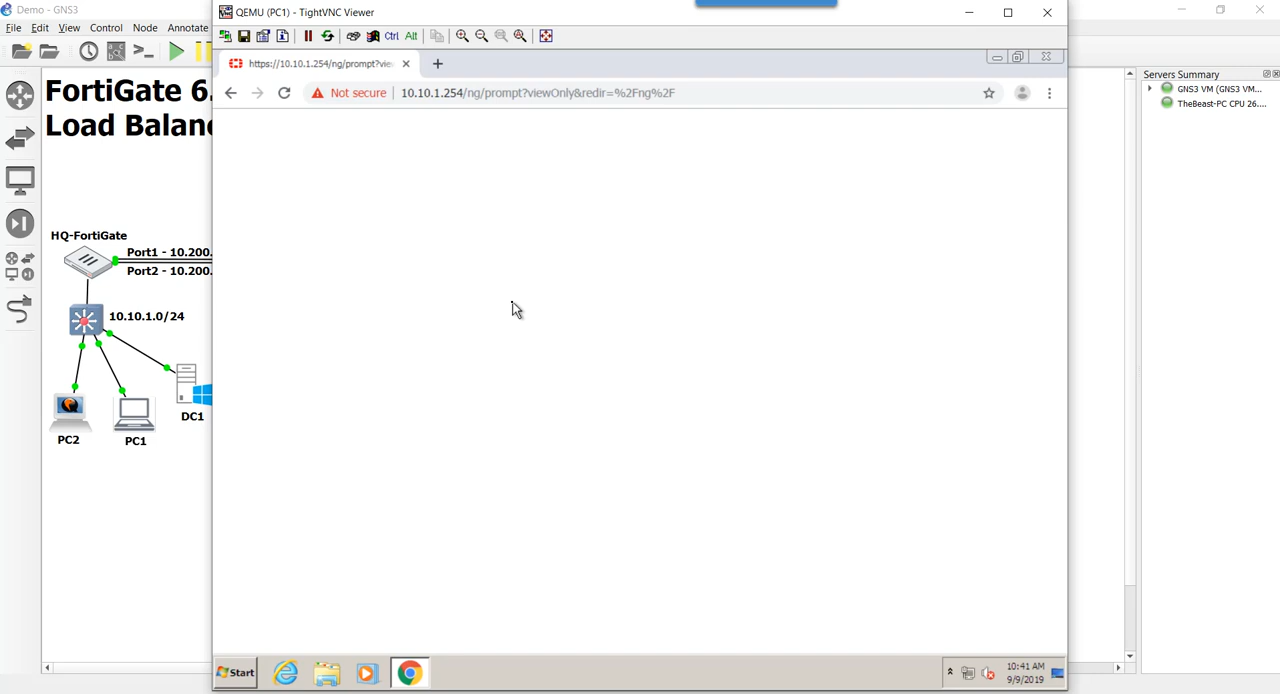 Demo - GNS3
File Edit View Control Node Annotate
QEMU (PC1) - TightVNC Viewer
Ctrl Alt
https://10.10.1.254/ng/prompt?vie
Not secure
10.10.1.254/ng/prompt?viewOnly&redir=%2Fng%2F
Servers Summary
GNS3 VM (GNS3 VM...
TheBeast-PC CPU 26....
FortiGate 6.
Load Balanc
HQ-FortiGate
Port1 - 10.200.
Port2 - 10.200.
10.10.1.0/24
DC1
PC2
PC1
Start
10:41 AM
9/9/2019